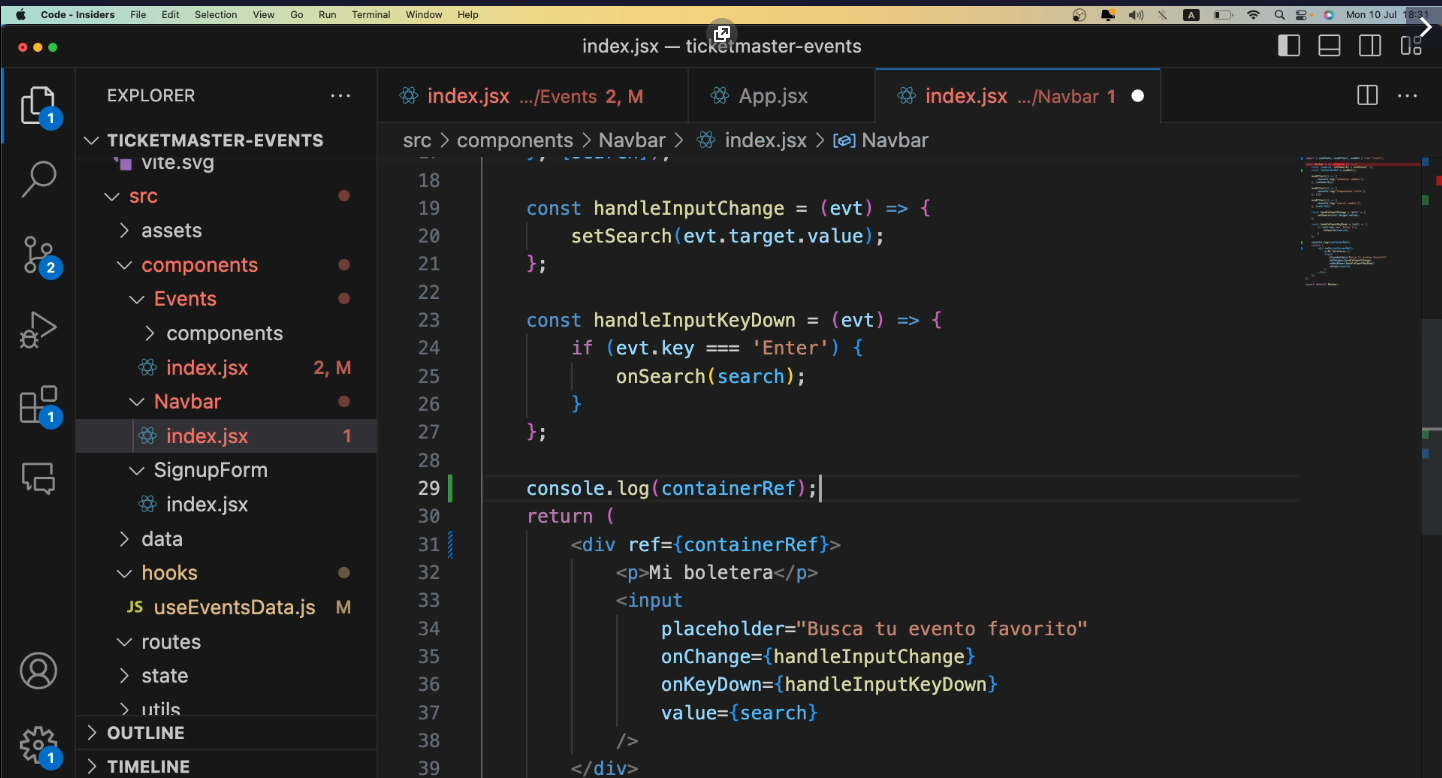 Code - Insiders File Edit Selection View Go Run Terminal Window Help
A Mon 10 Jul 18:31
index.jsx — ticketmaster-events
EXPLORER
TICKETMASTER-EVENTS
vite.svg
src
assets
components
Events
components
index.jsx 2, M
Navbar
index.jsx 1
SignupForm
index.jsx
data
hooks
JS useEventsData.js M
routes
state
utils
OUTLINE
TIMELINE
1
2
1
1
index.jsx .../Events 2, M
App.jsx
index.jsx .../Navbar 1
src > components > Navbar > index.jsx > Navbar
17 }, [search]);
18
19 const handleInputChange = (evt) => {
20 setSearch(evt.target.value);
21 };
22
23 const handleInputKeyDown = (evt) => {
24 if (evt.key === 'Enter') {
25 onSearch(search);
26 }
27 };
28
29 console.log(containerRef);
30 return (
31 <div ref={containerRef}>
32 <p>Mi boletera</p>
33 <input
34 placeholder="Busca tu evento favorito"
35 onChange={handleInputChange}
36 onKeyDown={handleInputKeyDown}
37 value={search}
38 />
39 </div>